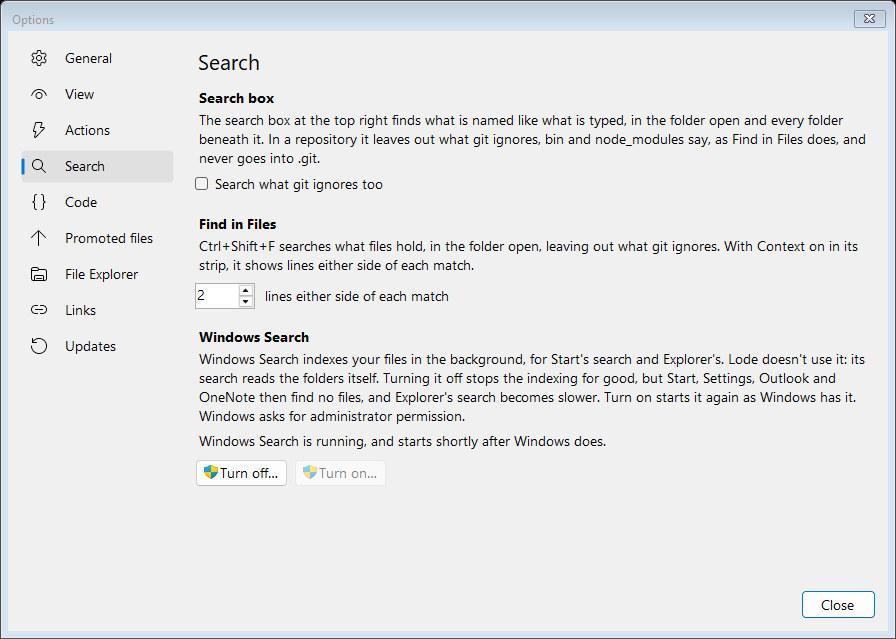 Options
General
View
Actions
Search
Code
Promoted files
File Explorer
Links
Updates
Search
Search box
The search box at the top right finds what is named like what is typed, in the folder open and every folder
beneath it. In a repository it leaves out what git ignores, bin and node_modules say, as Find in Files does, and
never goes into .git.
Search what git ignores too
Find in Files
Ctrl+Shift+F searches what files hold, in the folder open, leaving out what git ignores. With Context on in its
strip, it shows lines either side of each match.
2 lines either side of each match
Windows Search
Windows Search indexes your files in the background, for Start's search and Explorer's. Lode doesn't use it: its
search reads the folders itself. Turning it off stops the indexing for good, but Start, Settings, Outlook and
OneNote then find no files, and Explorer's search becomes slower. Turn on starts it again as Windows has it.
Windows asks for administrator permission.
Windows Search is running, and starts shortly after Windows does.
Turn off... Turn on...
Close